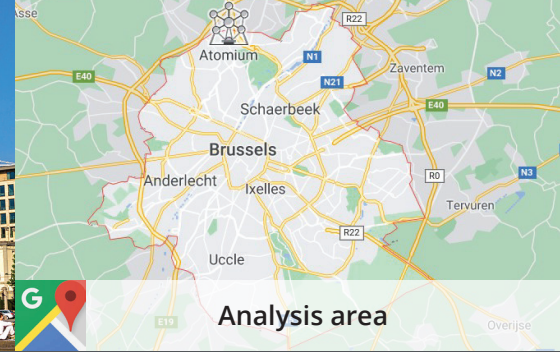 Asse
R22
Atomium
N1
Zaventem
N2
E40
N21
Schaerbeek
E40
Brussels
Anderlecht
Ixelles
R0
N3
Tervuren
R22
Uccle
G
Analysis area
E19
Overijse